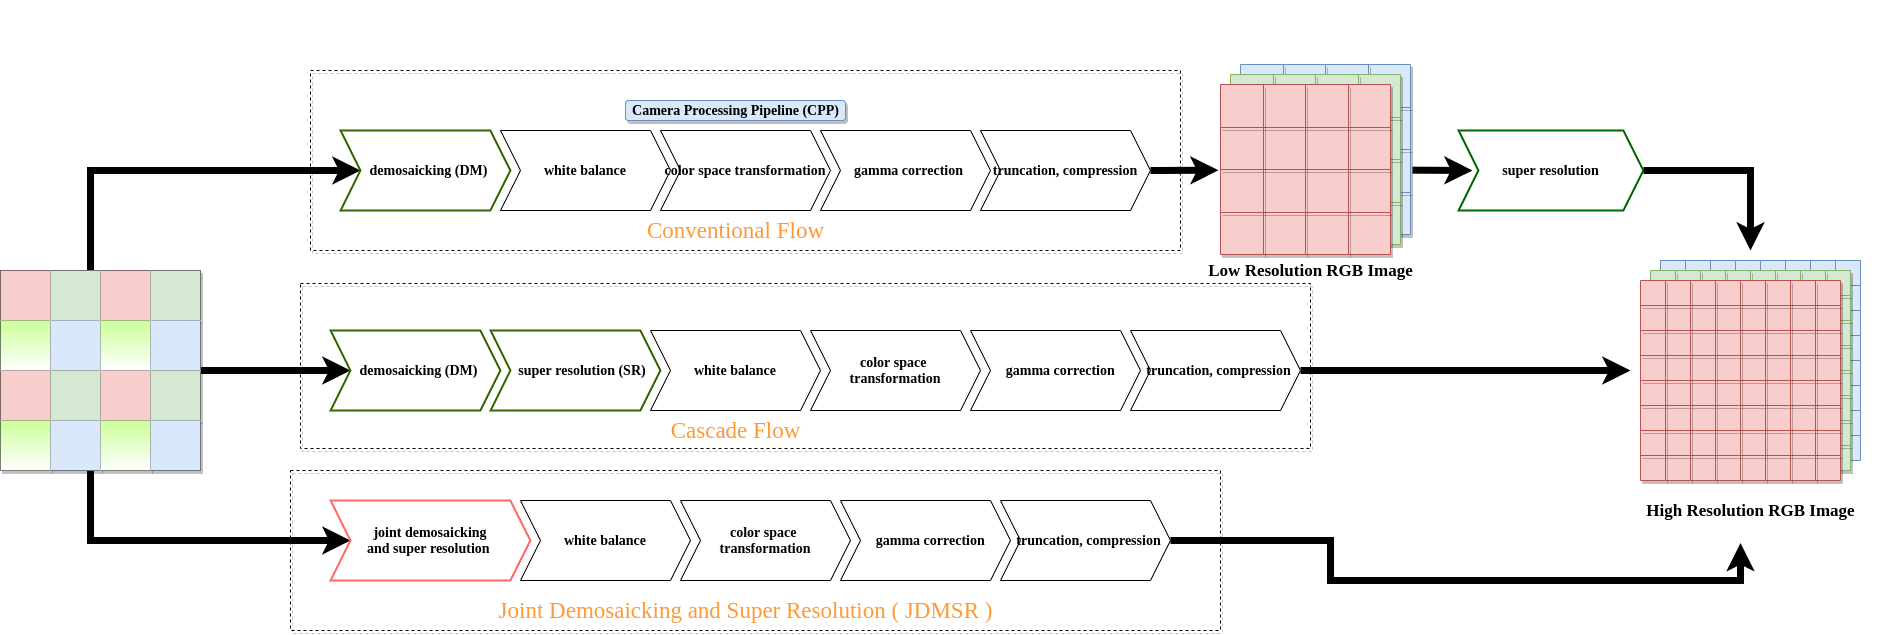 Camera Processing Pipeline (CPP)
demosaicking (DM)
white balance
color space transformation
gamma correction
truncation, compression
super resolution
Conventional Flow
Low Resolution RGB Image
demosaicking (DM)
super resolution (SR)
white balance
color space
transformation
gamma correction
truncation, compression
Cascade Flow
High Resolution RGB Image
joint demosaicking
and super resolution
white balance
color space
transformation
gamma correction
truncation, compression
Joint Demosaicking and Super Resolution ( JDMSR )